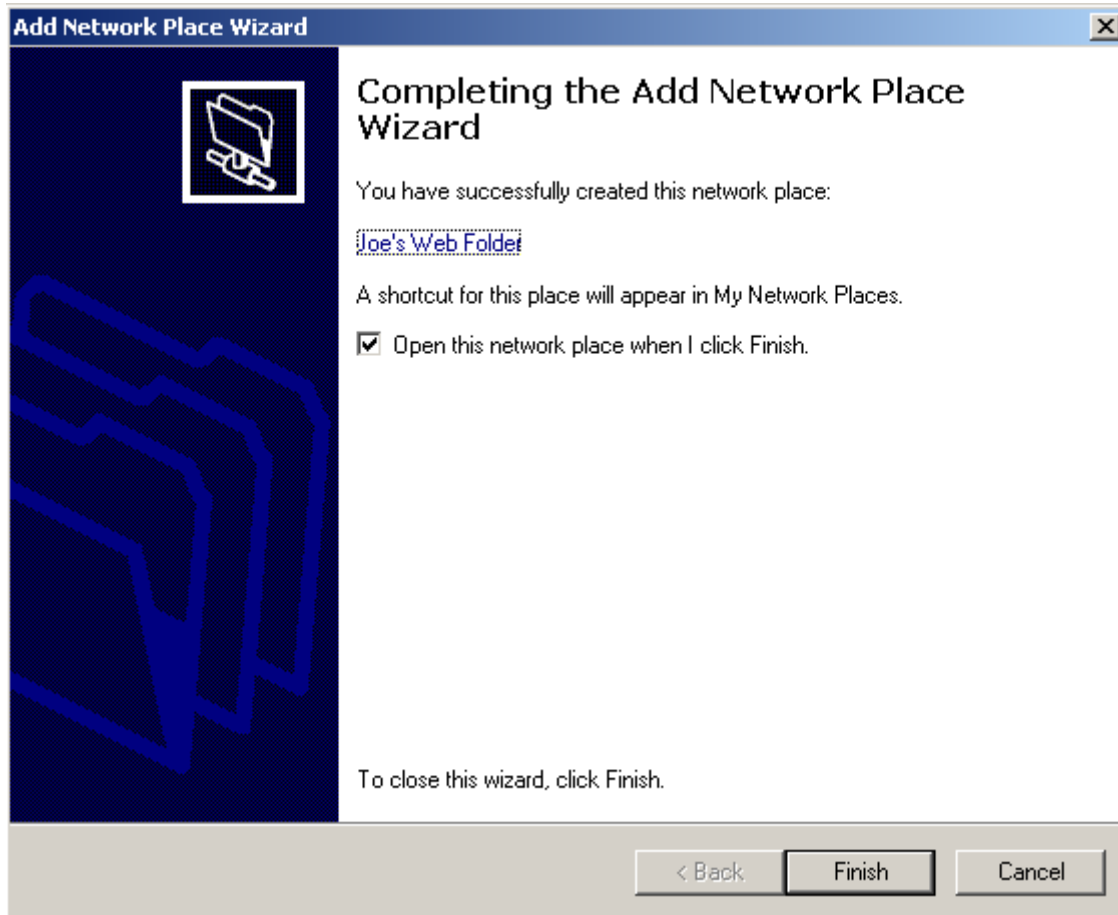 Add Network Place Wizard
Completing the Add Network Place
Wizard
You have successfully created this network place:
Joe's Web Folder
A shortcut for this place will appear in My Network Places.
Open this network place when I click Finish.
To close this wizard, click Finish.
< Back
Finish
Cancel